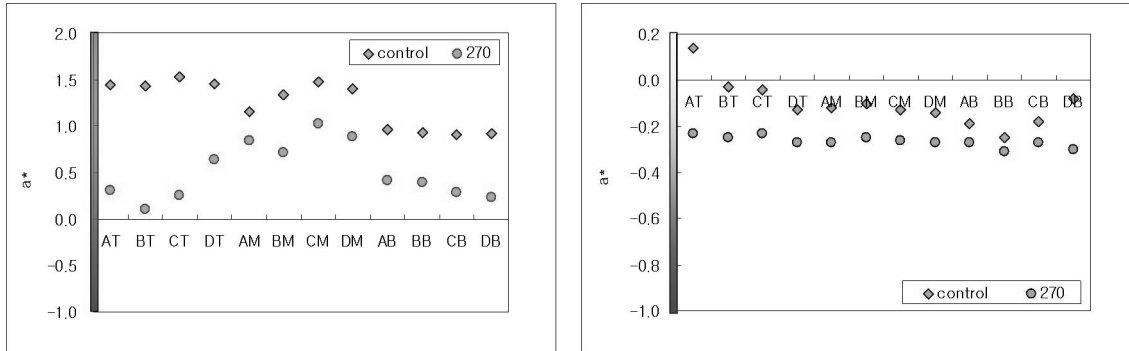 2.0
control 270
1.5
1.0
0.5
0.0
AT BT CT DT AM BM CM DM AB BB CB DB
-0.5
-1.0
a*
0.2
0.0
AT BT CT DT AM BM CM DM AB BB CB DB
-0.2
-0.4
-0.6
-0.8
-1.0
a*
control 270